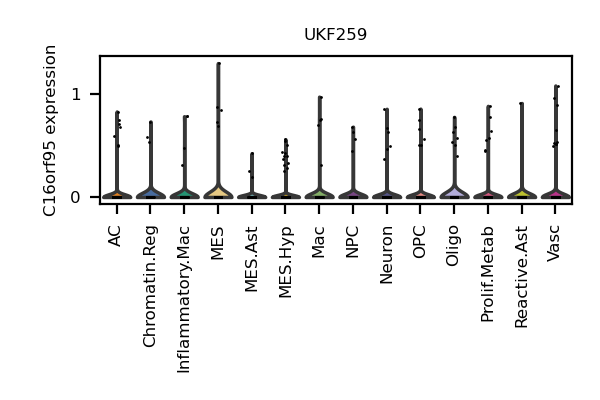 UKF259
C16orf95 expression
1
0
AC
Chromatin.Reg
Inflammatory.Mac
MES
MES.Ast
MES.Hyp
Mac
NPC
Neuron
OPC
Oligo
Prolif.Metab
Reactive.Ast
Vasc